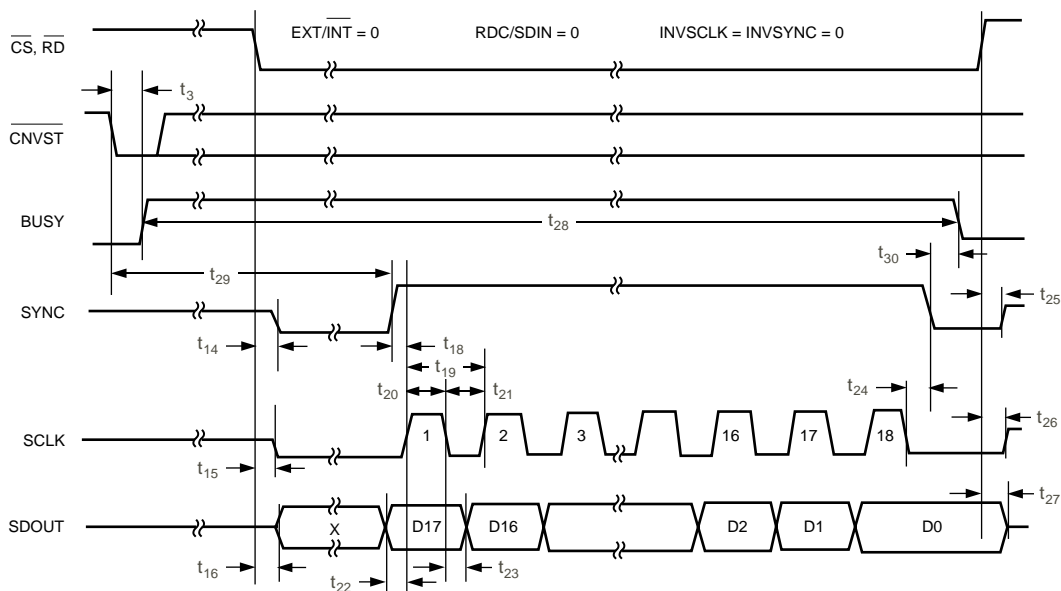 EXT/INT = 0 RDC/SDIN = 0 INVSCLK = INVSYNC = 0
CS, RD
t3
CNVST
BUSY
t28
t30
t29
t25
SYNC
t14
t18
t19
t20
t21
t24
t26
SCLK
1 2 3 16 17 18
t15
t27
SDOUT
X D17 D16 D2 D1 D0
t16
t22
t23